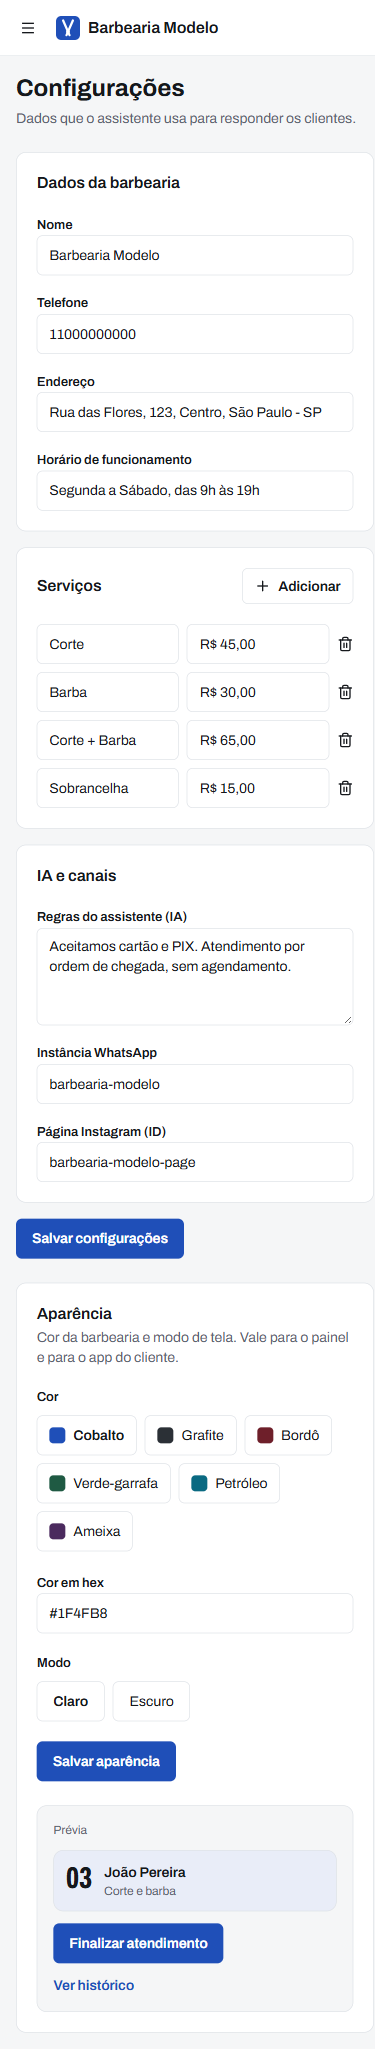 Barbearia Modelo
Configurações
Dados que o assistente usa para responder os clientes.
Dados da barbearia
Nome
Barbearia Modelo
Telefone
11000000000
Endereço
Rua das Flores, 123, Centro, São Paulo - SP
Horário de funcionamento
Segunda a Sábado, das 9h às 19h
Serviços
Adicionar
Corte R$ 45,00
Barba R$ 30,00
Corte + Barba R$ 65,00
Sobrancelha R$ 15,00
IA e canais
Regras do assistente (IA)
Aceitamos cartão e PIX. Atendimento por
ordem de chegada, sem agendamento.
Instância WhatsApp
barbearia-modelo
Página Instagram (ID)
barbearia-modelo-page
Salvar configurações
Aparência
Cor da barbearia e modo de tela. Vale para o painel
e para o app do cliente.
Cor
Cobalto Grafite Bordô
Verde-garrafa Petróleo
Ameixa
Cor em hex
#1F4FB8
Modo
Claro Escuro
Salvar aparência
Prévia
03 João Pereira
Corte e barba
Finalizar atendimento
Ver histórico